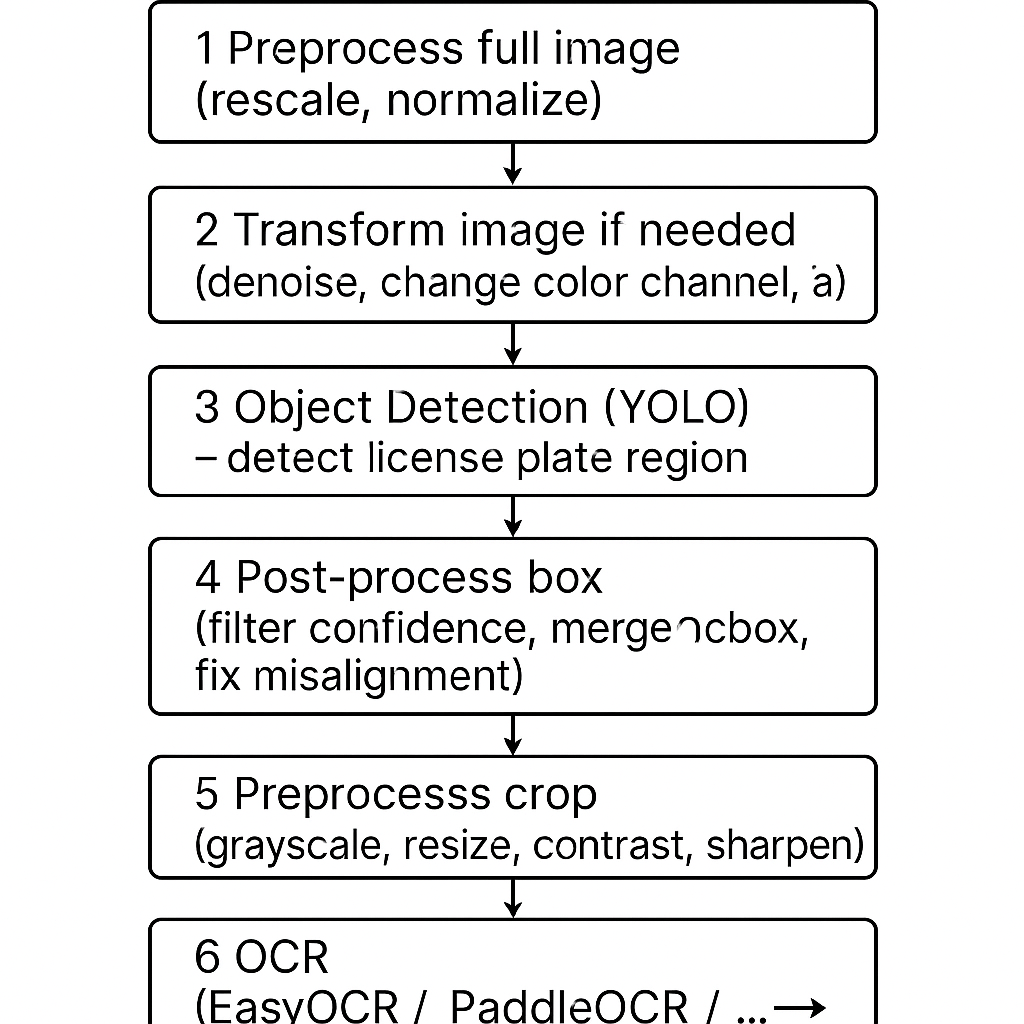 1 Preprocess full image
(rescale, normalize)
2 Transform image if needed
(denoise, change color channel, a)
3 Object Detection (YOLO)
– detect license plate region
4 Post-process box
(filter confidence,
fix misalignment)
5 Preprocesss crop
(grayscale, resize, contrast, sharpen)
6 OCR
(EasyOCR / PaddleOCR / ...→